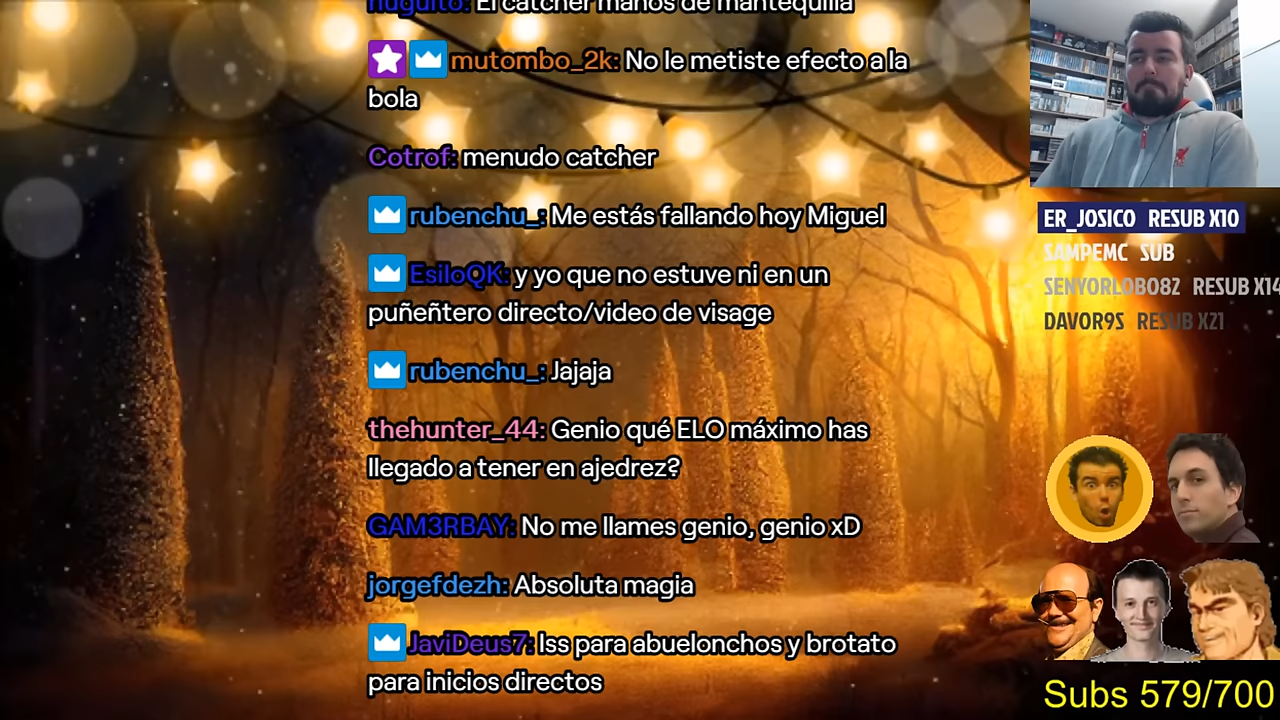 huguito: El catcher manos de mantequilla
mutombo_2k: No le metiste efecto a la
bola
Cotrof: menudo catcher
rubenchu_: Me estás fallando hoy Miguel
EsiloQK: y yo que no estuve ni en un
puñeñtero directo/video de visage
rubenchu_: Jajaja
thehunter_44: Genio qué ELO máximo has
llegado a tener en ajedrez?
GAM3RBAY: No me llames genio, genio xD
jorgefdezh: Absoluta magia
JaviDeus7: Iss para abuelonchos y brotato
para inicios directos
ER_JOSICO RESUB X10
SAMPEMC SUB
SENYORLOBO82 RESUB X14
DAVOR9S RESUB X21
Subs 579/700